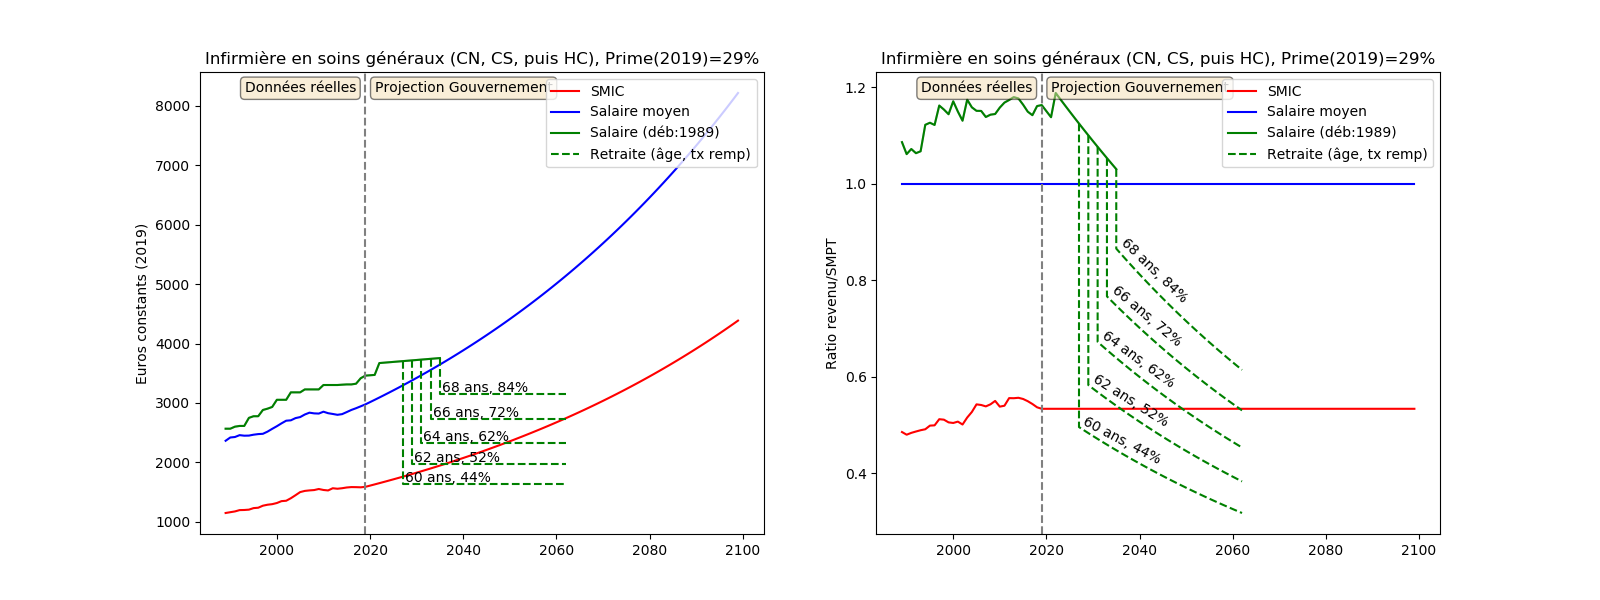 Infirmière en soins généraux (CN, CS, puis HC), Prime(2019)=29%
Données réelles
Projection Gouvernement
SMIC
Salaire moyen
Salaire (déb:1989)
Retraite (âge, tx remp)
Euros constants (2019)
8000
7000
6000
5000
4000
3000
2000
1000
68 ans, 84%
66 ans, 72%
64 ans, 62%
62 ans, 52%
60 ans, 44%
2000
2020
2040
2060
2080
2100
Infirmière en soins généraux (CN, CS, puis HC), Prime(2019)=29%
Données réelles
Projection Gouvernement
SMIC
Salaire moyen
Salaire (déb:1989)
Retraite (âge, tx remp)
Ratio revenu/SMPT
1.2
1.0
0.8
0.6
0.4
68 ans, 84%
66 ans, 72%
64 ans, 62%
62 ans, 52%
60 ans, 44%
2000
2020
2040
2060
2080
2100